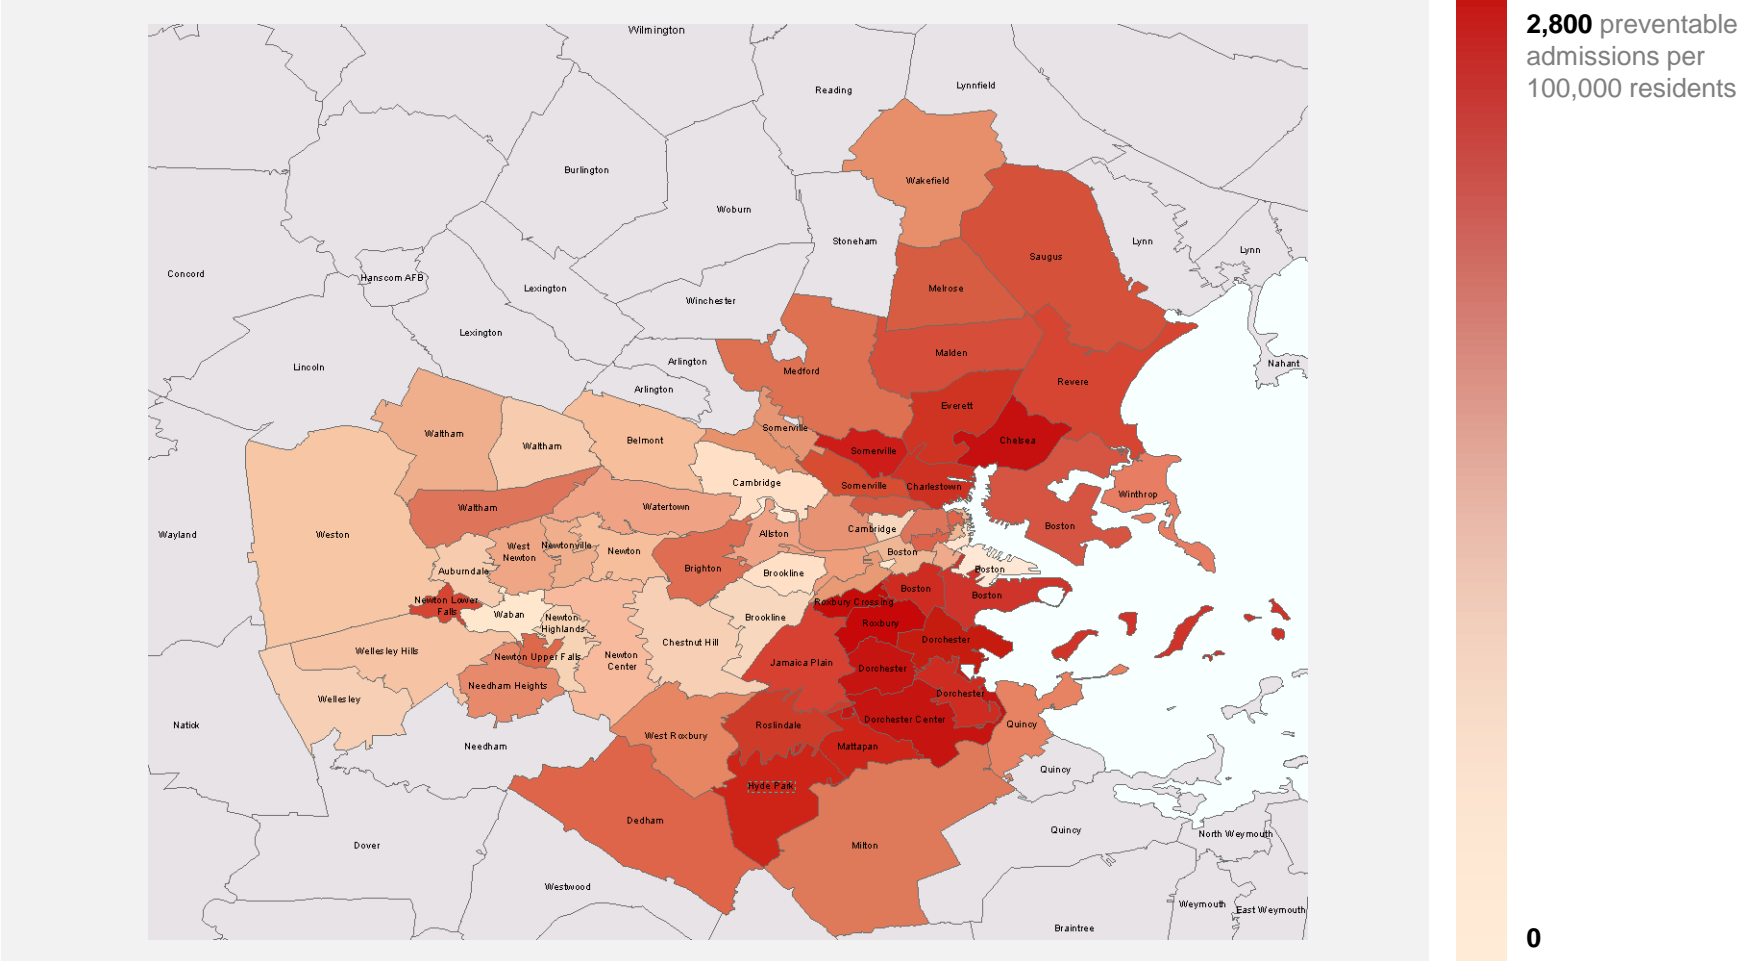 Wilmington
2,800 preventable
admissions per
100,000 residents
Reading
Lynnfield
Burlington
Wakefield
Woburn
Stoneham
Lynn
Lynn
Saugus
Concord
Hanscom AFB
Lexington
Melrose
Winchester
Lexington
Malden
Arlington
Nahant
Lincoln
Medford
Revere
Arlington
Everett
Somerville
Waltham
Waltham
Belmont
Chelsea
Somerville
Cambridge
Somerville
Charlestown
Winthrop
Waltham
Watertown
Boston
Wayland
Weston
Cambridge
Allston
West
Newton
Newtonville
Newton
Boston
Auburndale
Brighton
Brookline
Boston
Newton Lower
Falls
Boston
Boston
Roxbury Crossing
Waban
Newton
Highlands
Brookline
Roxbury
Chestnut Hill
Dorchester
Wellesley Hills
Newton Upper Falls
Newton
Center
Jamaica Plain
Dorchester
Needham Heights
Dorchester
Wellesley
Natick
Roslindale
Dorchester Center
Quincy
West Roxbury
Needham
Mattapan
Quincy
Hyde Park
Dedham
Quincy
North Weymouth
Dover
Milton
Westwood
Weymouth
East Weymouth
Braintree
0